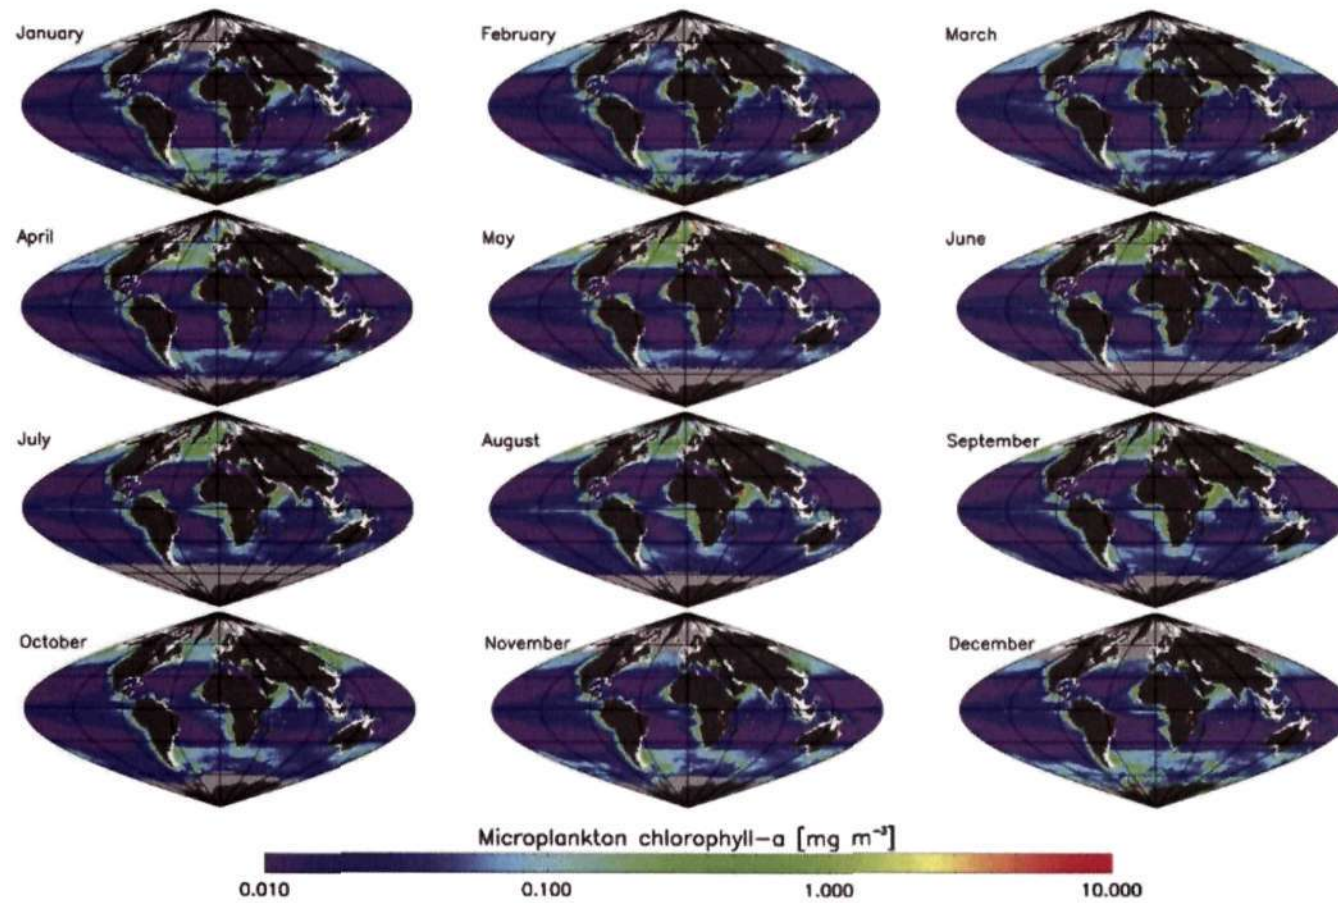 January
February
March
April
May
June
July
August
September
October
November
December
Microplankton chlorophyll-a [mg m⁻³]
0.010
0.100
1.000
10.000